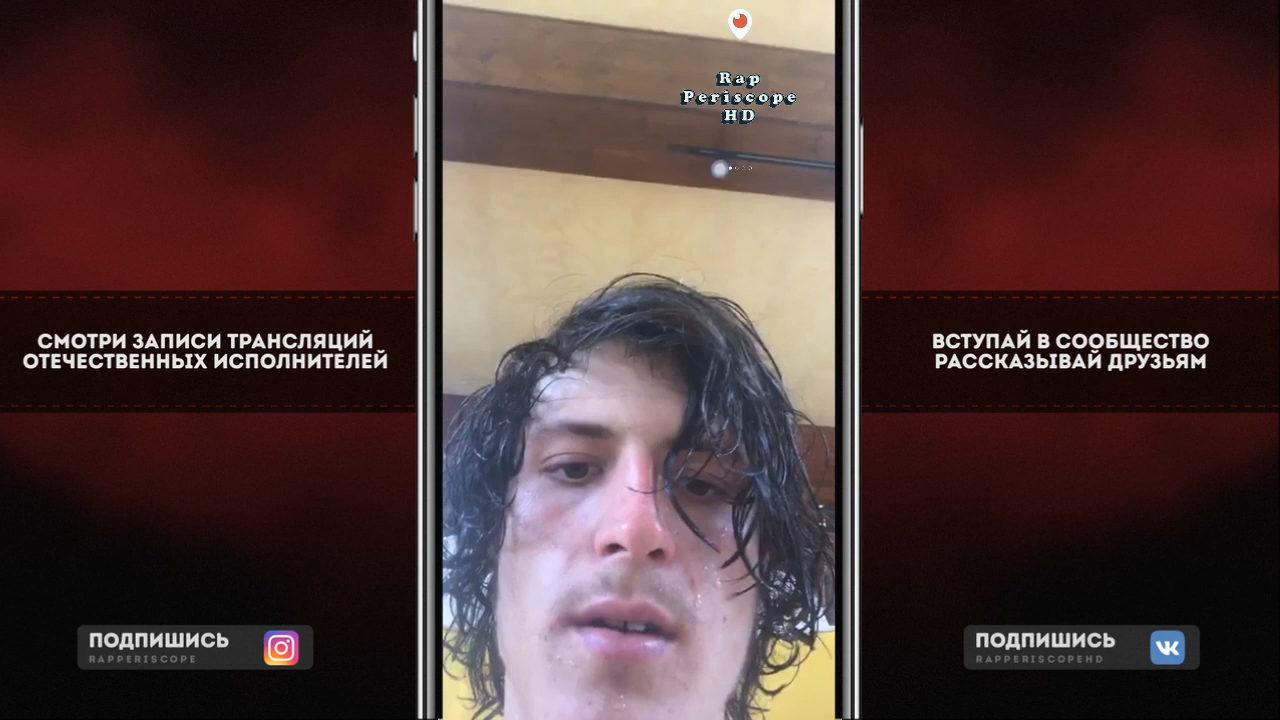 Rap
Periscope
HD
СМОТРИ ЗАПИСИ ТРАНСЛЯЦИЙ
ОТЕЧЕСТВЕННЫХ ИСПОЛНИТЕЛЕЙ
ВСТУПАЙ В СООБЩЕСТВО
РАССКАЗЫВАЙ ДРУЗЬЯМ
ПОДПИШИСЬ
RAPPERISCOPE
ПОДПИШИСЬ
RAPPERISCOPEHD